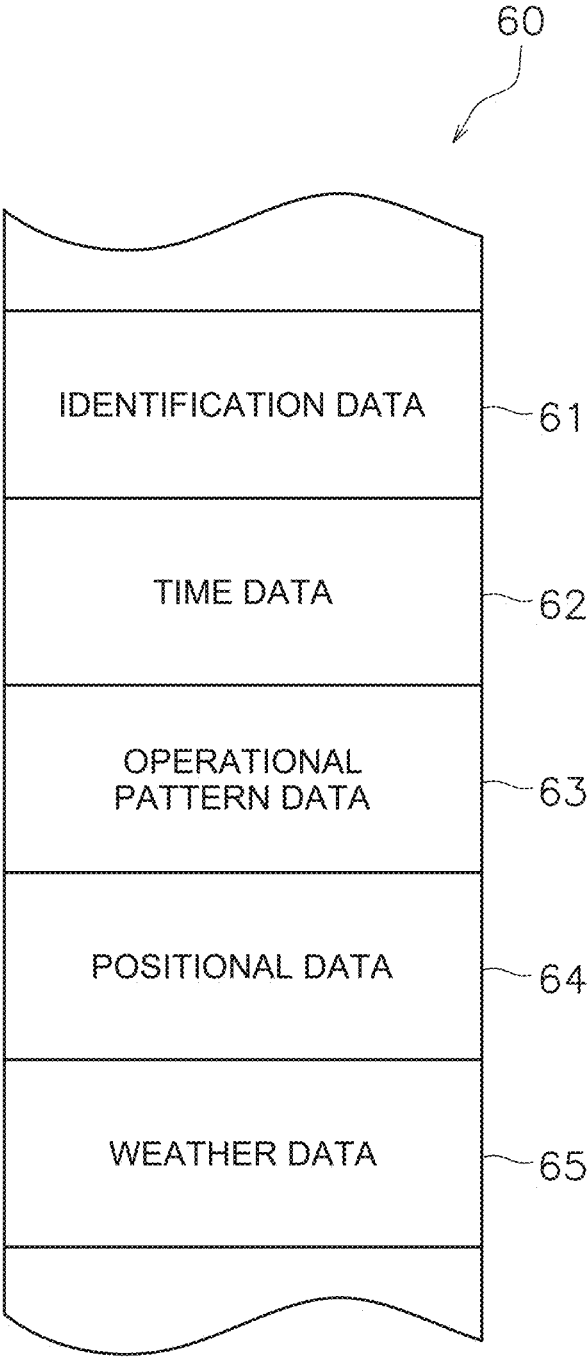 60
IDENTIFICATION DATA
61
TIME DATA
62
OPERATIONAL
PATTERN DATA
63
POSITIONAL DATA
64
WEATHER DATA
65